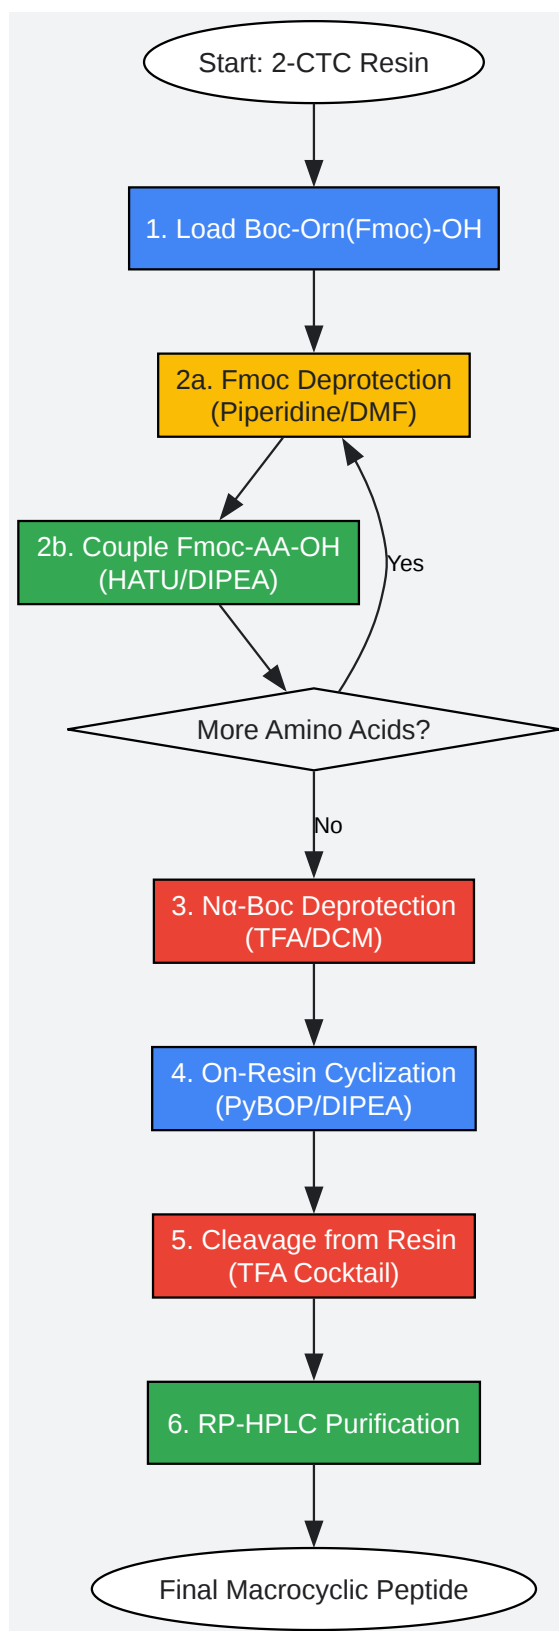 Start: 2-CTC Resin
1. Load Boc-Orn(Fmoc)-OH
2a. Fmoc Deprotection
(Piperidine/DMF)
2b. Couple Fmoc-AA-OH
(HATU/DIPEA)
Yes
More Amino Acids?
No
3. Nα-Boc Deprotection
(TFA/DCM)
4. On-Resin Cyclization
(PyBOP/DIPEA)
5. Cleavage from Resin
(TFA Cocktail)
6. RP-HPLC Purification
Final Macrocyclic Peptide